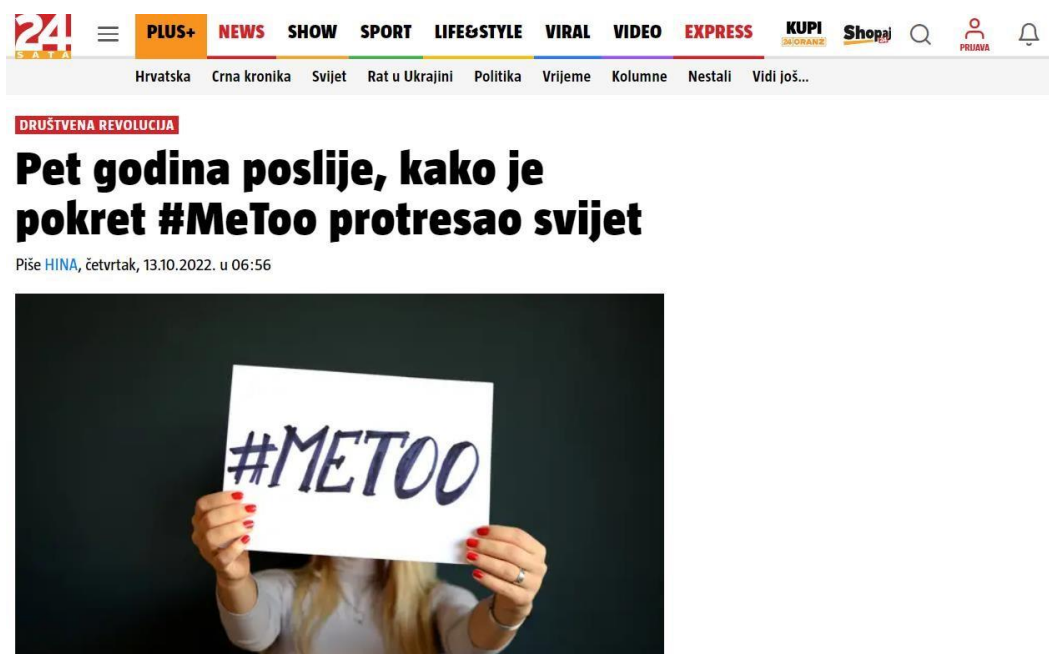 24
SATA
PLUS+ NEWS SHOW SPORT LIFE&STYLE VIRAL VIDEO EXPRESS KUPI 24ORANŽ Shopaj PRIJAVA
Hrvatska Crna kronika Svijet Rat u Ukrajini Politika Vrijeme Kolumne Nestali Vidi još...
DRUŠTVENA REVOLUCIJA
Pet godina poslije, kako je
pokret #MeToo protresao svijet
Piše HINA, četvrtak, 13.10.2022. u 06:56
#METOO